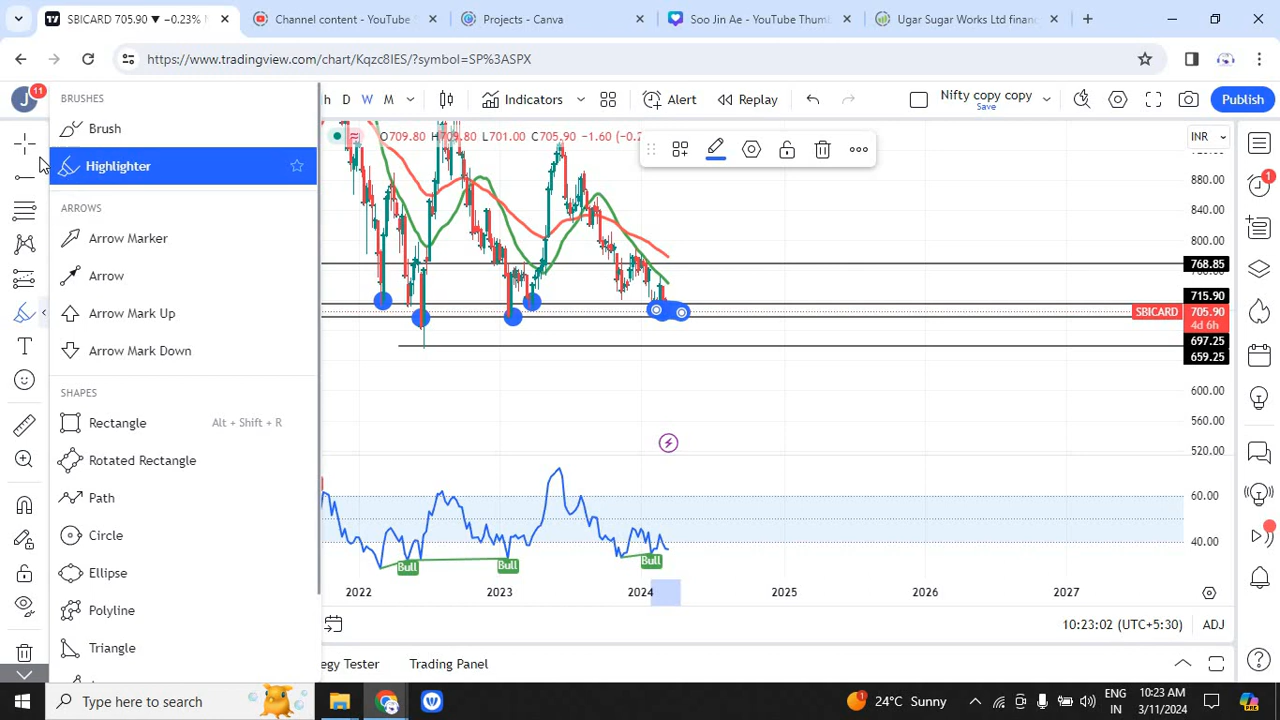 SBICARD 705.90 ▼ −0.23%
Channel content - YouTube
Projects - Canva
Soo Jin Ae - YouTube Thum
Ugar Sugar Works Ltd finan
https://www.tradingview.com/chart/Kqzc8IES/?symbol=SP%3ASPX
J
11
BRUSHES
Brush
Highlighter
ARROWS
Arrow Marker
Arrow
Arrow Mark Up
Arrow Mark Down
SHAPES
Rectangle
Alt + Shift + R
Rotated Rectangle
Path
Circle
Ellipse
Polyline
Triangle
h D W M
Indicators
Alert
Replay
Nifty copy copy
Save
Publish
O709.80 H709.80 L701.00 C705.90 −1.60
INR
880.00
840.00
800.00
768.85
715.90
SBICARD 705.90
4d 6h
697.25
659.25
600.00
560.00
520.00
60.00
40.00
Bull
Bull
Bull
2022 2023 2024 2025 2026 2027
10:23:02 (UTC+5:30) ADJ
1
egy Tester
Trading Panel
Type here to search
1
24°C Sunny
ENG
IN
10:23 AM
3/11/2024